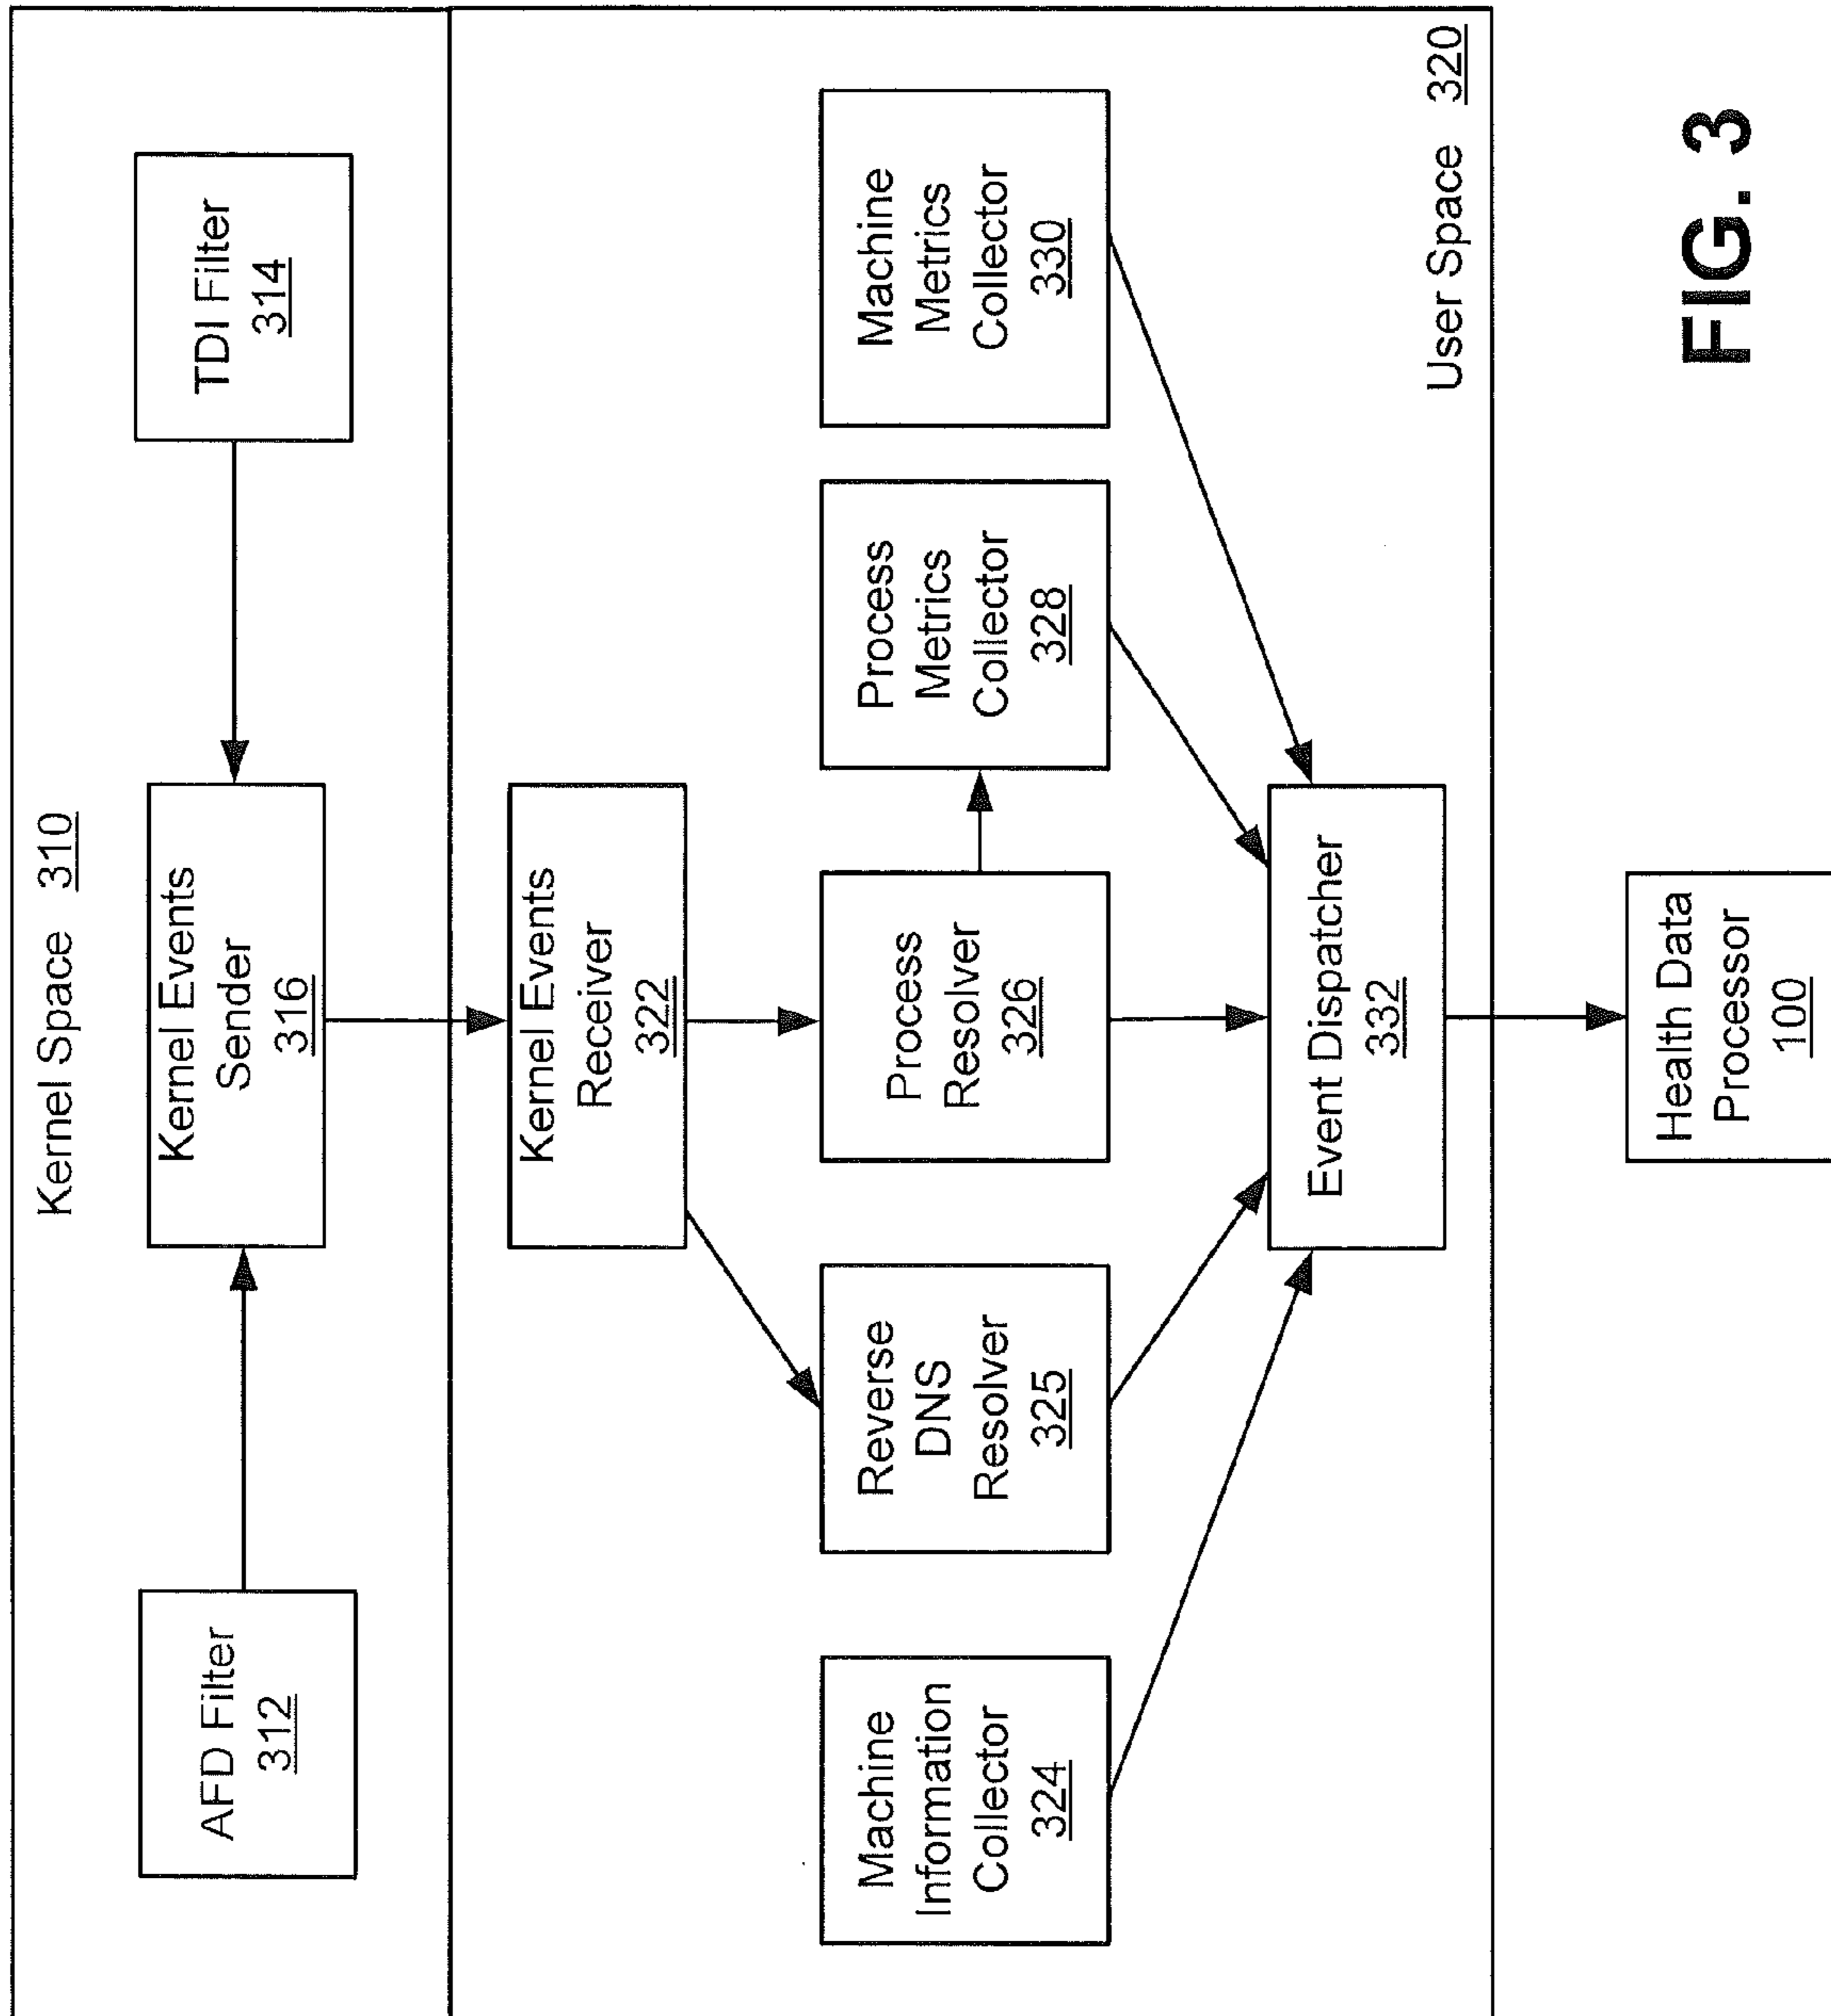 Kernel Space 310
AFD Filter
312
Kernel Events
Sender
316
TDI Filter
314
Kernel Events
Receiver
322
Machine
Information
Collector
324
Reverse
DNS
Resolver
325
Process
Resolver
326
Process
Metrics
Collector
328
Machine
Metrics
Collector
330
Event Dispatcher
332
User Space 320
Health Data
Processor
100
FIG. 3